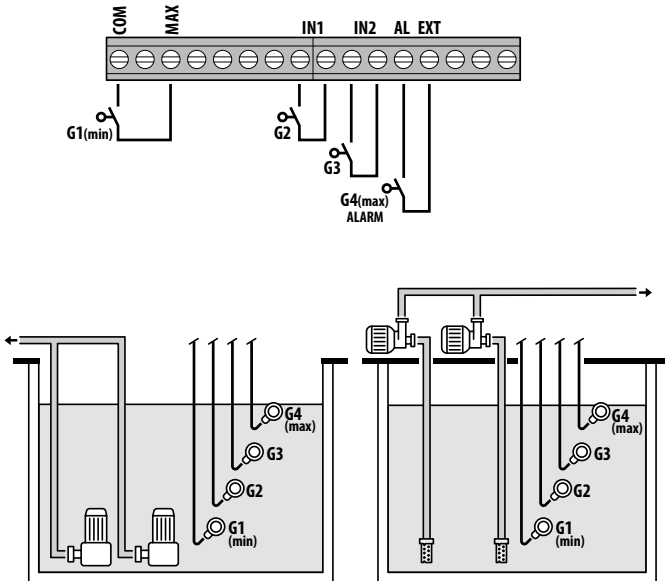 COM MAX IN1 IN2 AL EXT
G1(min)
G2
G3
G4(max)
ALARM
G4
(max)
G3
G2
G1
(min)
G4
(max)
G3
G2
G1
(min)